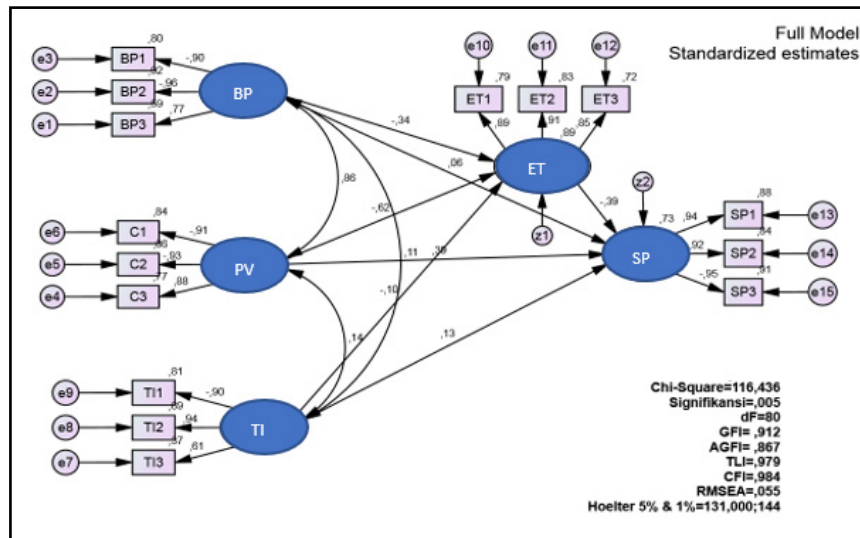 Full Model
Standardized estimates
e3
BP1
,80
-,90
e2
BP2
,92
-,96
e1
BP3
,77
BP
e10
e11
e12
,79
,83
,72
ET1
ET2
ET3
,89
,91
,89
,85
ET
z1
-,34
,06
,86
-,62
-,39
z2
,73
SP
,94
,88
SP1
e13
,92
,84
SP2
e14
-,95
,91
SP3
e15
e6
C1
,84
-,91
e5
C2
,86
-,93
e4
C3
,77
,88
PV
,11
-,10
,14
,13
e9
TI1
,81
-,90
e8
TI2
,94
e7
TI3
,61
TI
Chi-Square=116,436
Signifikansi=,005
dF=80
GFI= ,912
AGFI= ,867
TLI=,979
CFI=,984
RMSEA=,055
Hoelter 5% & 1%=131,000;144